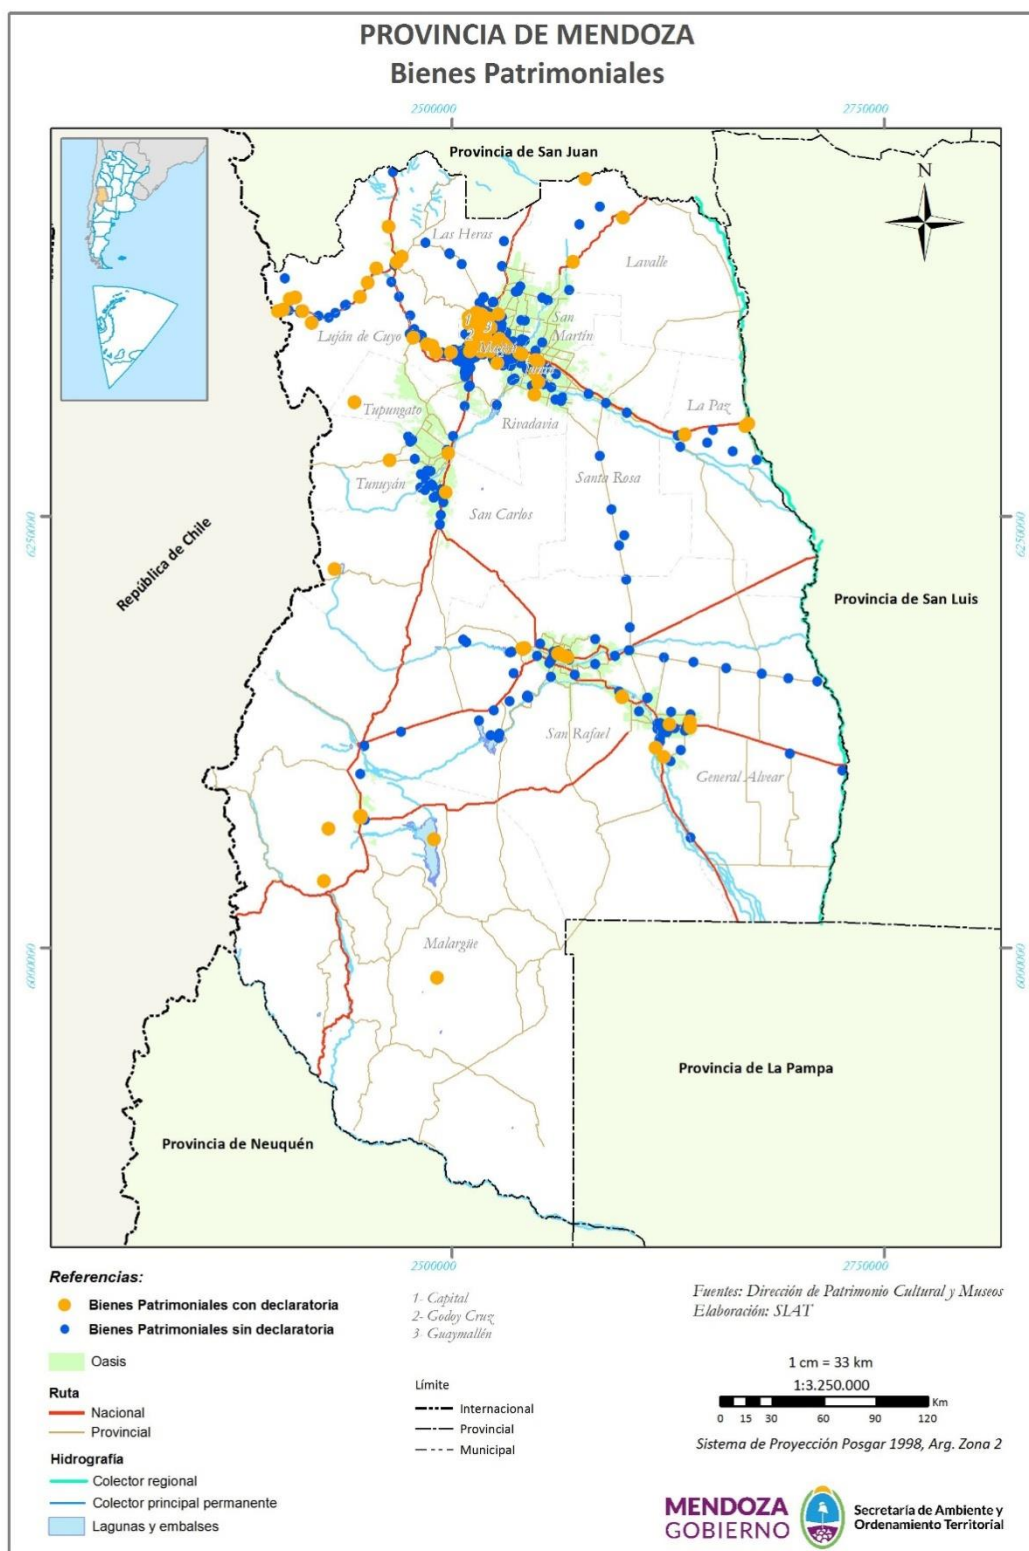 PROVINCIA DE MENDOZA
Bienes Patrimoniales
2500000
2750000
Provincia de San Juan
N
Las Heras
Lavalle
Luján de Cuyo
1
2
3
San
Martín
Junín
Tupungato
Rivadavia
La Paz
Tunuyán
San Carlos
Santa Rosa
6250000
6250000
República de Chile
Provincia de San Luis
San Rafael
General Alvear
Malargüe
6000000
6000000
Provincia de La Pampa
Provincia de Neuquén
2500000
2750000
Referencias:
Bienes Patrimoniales con declaratoria
Bienes Patrimoniales sin declaratoria
Oasis
Ruta
Nacional
Provincial
Hidrografía
Colector regional
Colector principal permanente
Lagunas y embalses
1- Capital
2- Godoy Cruz
3- Guaymallén
Límite
Internacional
Provincial
Municipal
Fuentes: Dirección de Patrimonio Cultural y Museos
Elaboración: SIAT
1 cm = 33 km
1:3.250.000
Km
0 15 30 60 90 120
Sistema de Proyección Posgar 1998, Arg. Zona 2
MENDOZA
GOBIERNO
Secretaría de Ambiente y
Ordenamiento Territorial